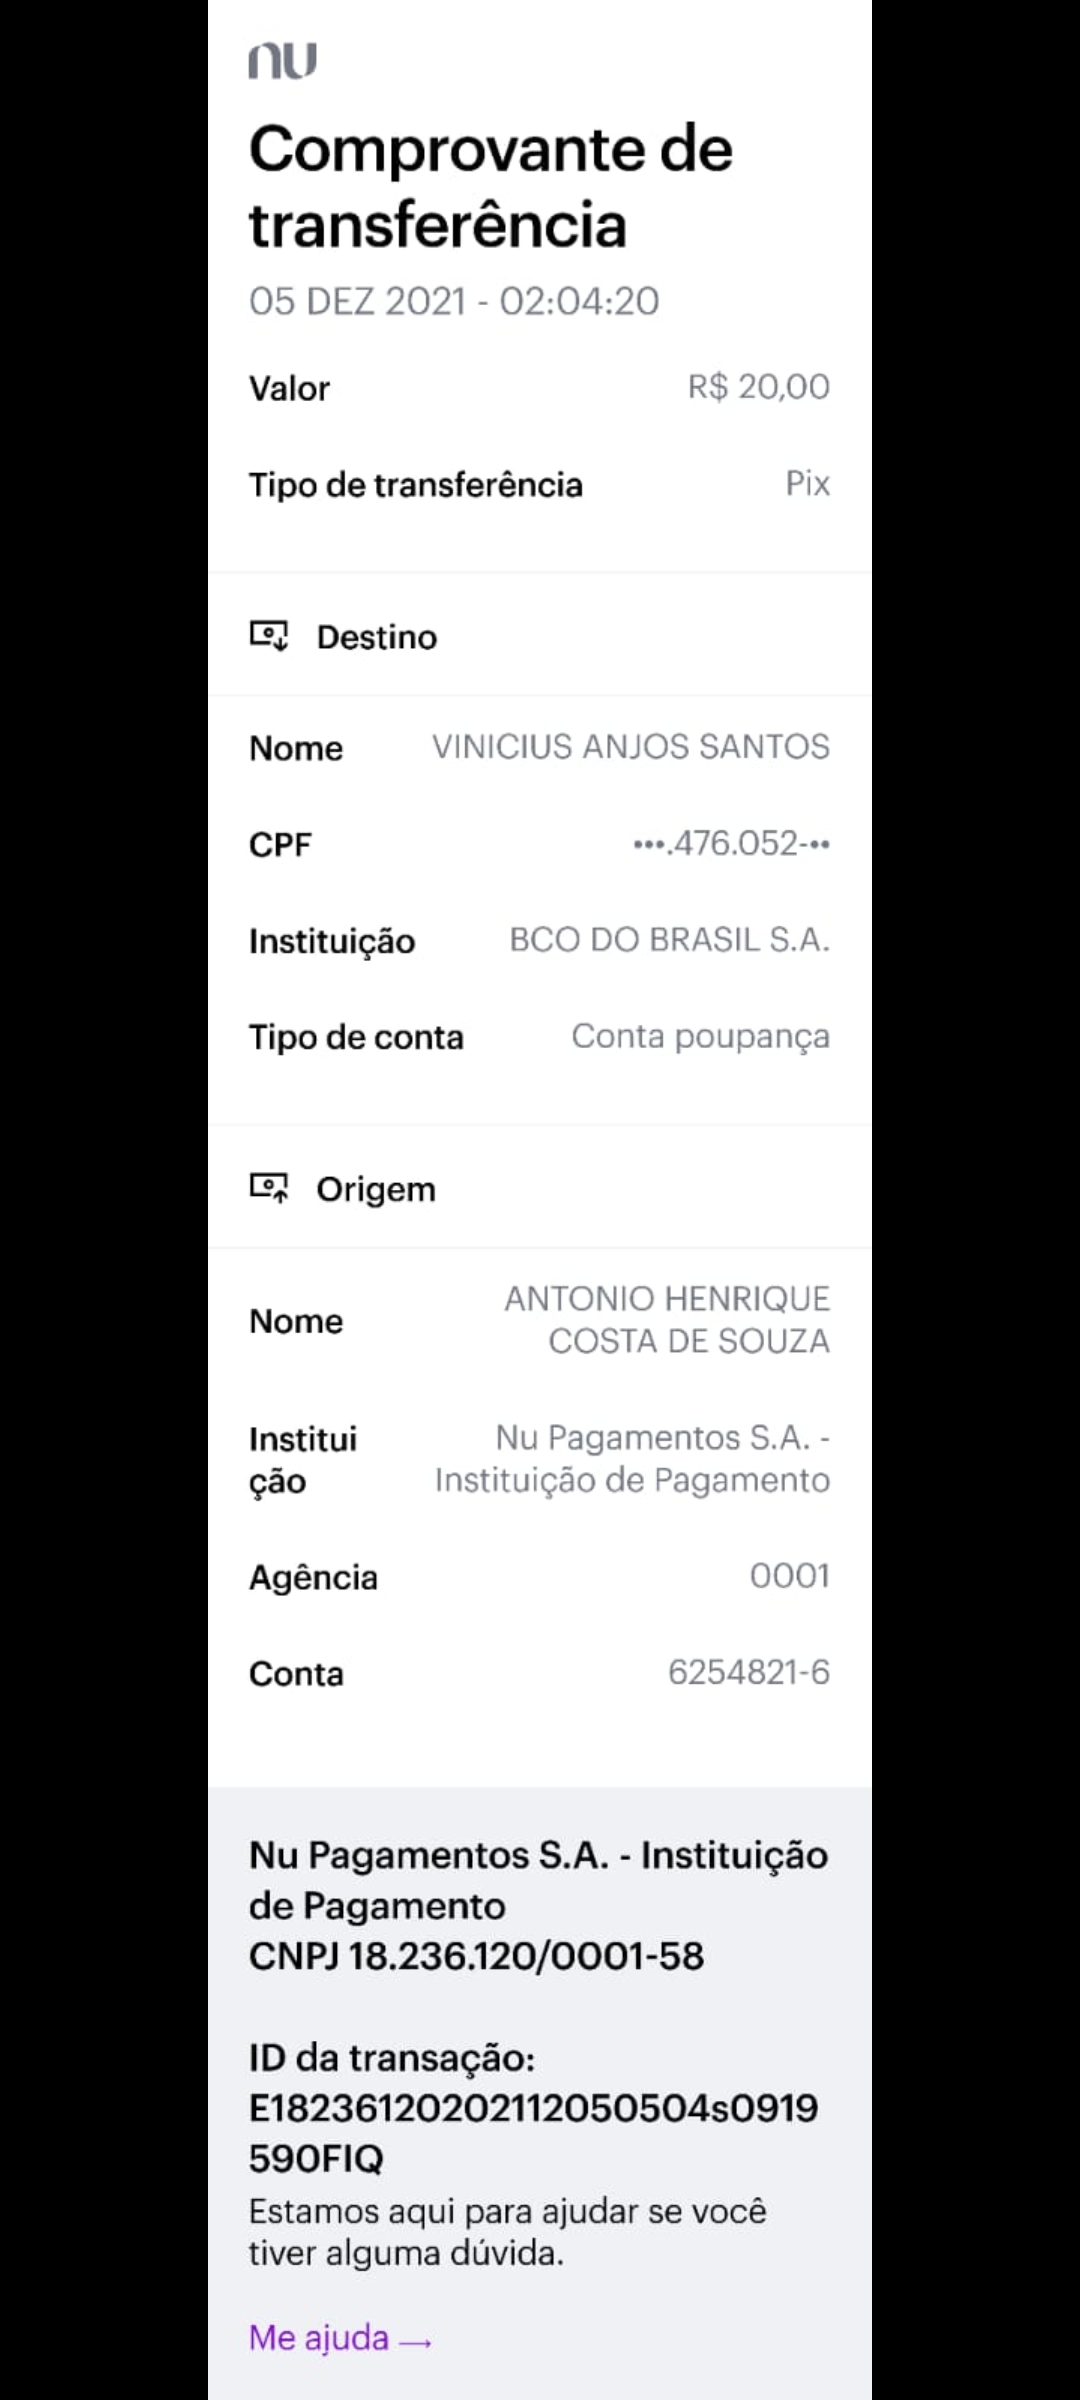 nu
Comprovante de
transferência
05 DEZ 2021 - 02:04:20
Valor R$ 20,00
Tipo de transferência Pix
Destino
Nome VINICIUS ANJOS SANTOS
CPF •••.476.052-••
Instituição BCO DO BRASIL S.A.
Tipo de conta Conta poupança
Origem
Nome ANTONIO HENRIQUE
COSTA DE SOUZA
Institui Nu Pagamentos S.A. -
ção Instituição de Pagamento
Agência 0001
Conta 6254821-6
Nu Pagamentos S.A. - Instituição
de Pagamento
CNPJ 18.236.120/0001-58
ID da transação:
E18236120202112050504s0919
590FIQ
Estamos aqui para ajudar se você
tiver alguma dúvida.
Me ajuda →